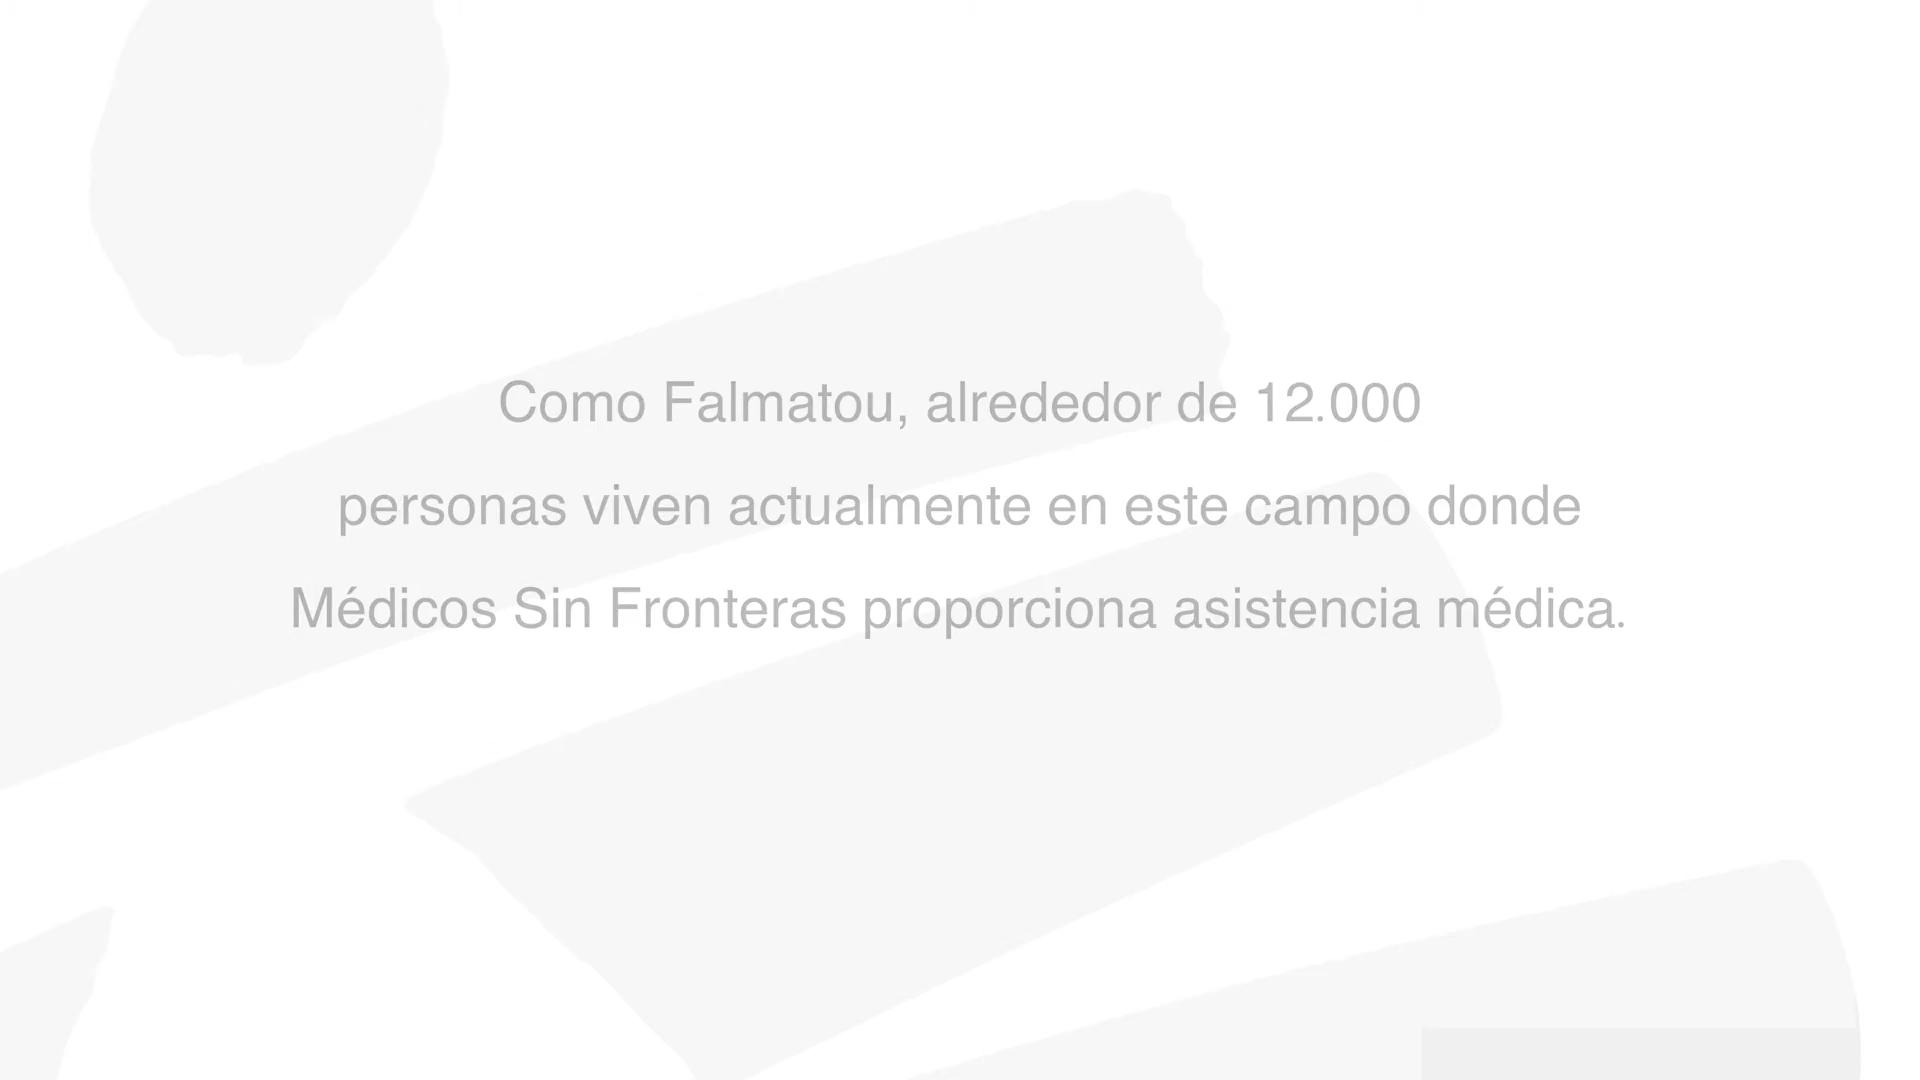 Como Falmatou, alrededor de 12.000
personas viven actualmente en este campo donde
Médicos Sin Fronteras proporciona asistencia médica.